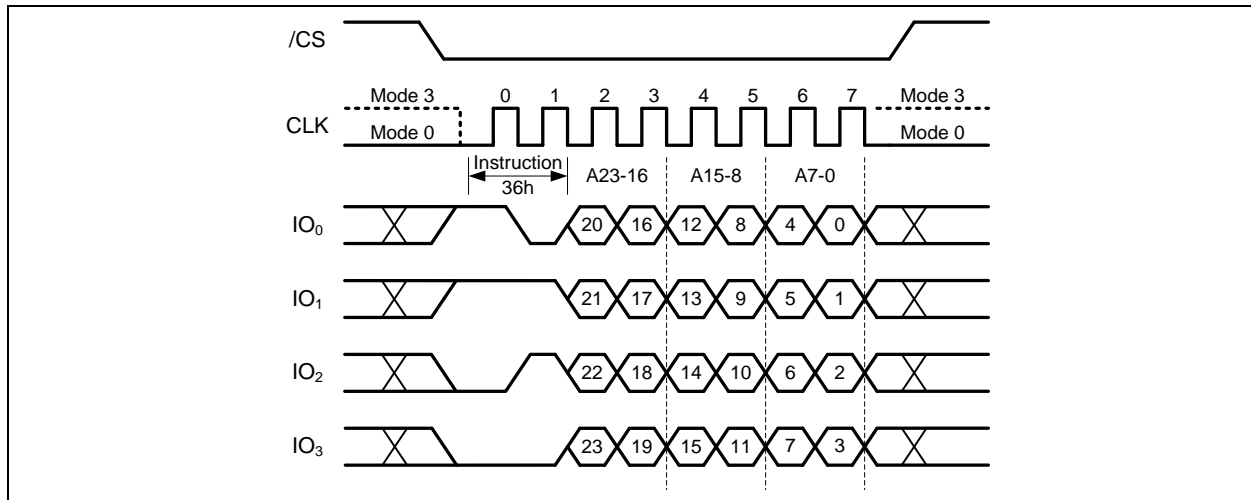 /CS
Mode 3 0 1 2 3 4 5 6 7 Mode 3
CLK Mode 0 Mode 0
Instruction
36h A23-16 A15-8 A7-0
IO₀ 20 16 12 8 4 0
IO₁ 21 17 13 9 5 1
IO₂ 22 18 14 10 6 2
IO₃ 23 19 15 11 7 3